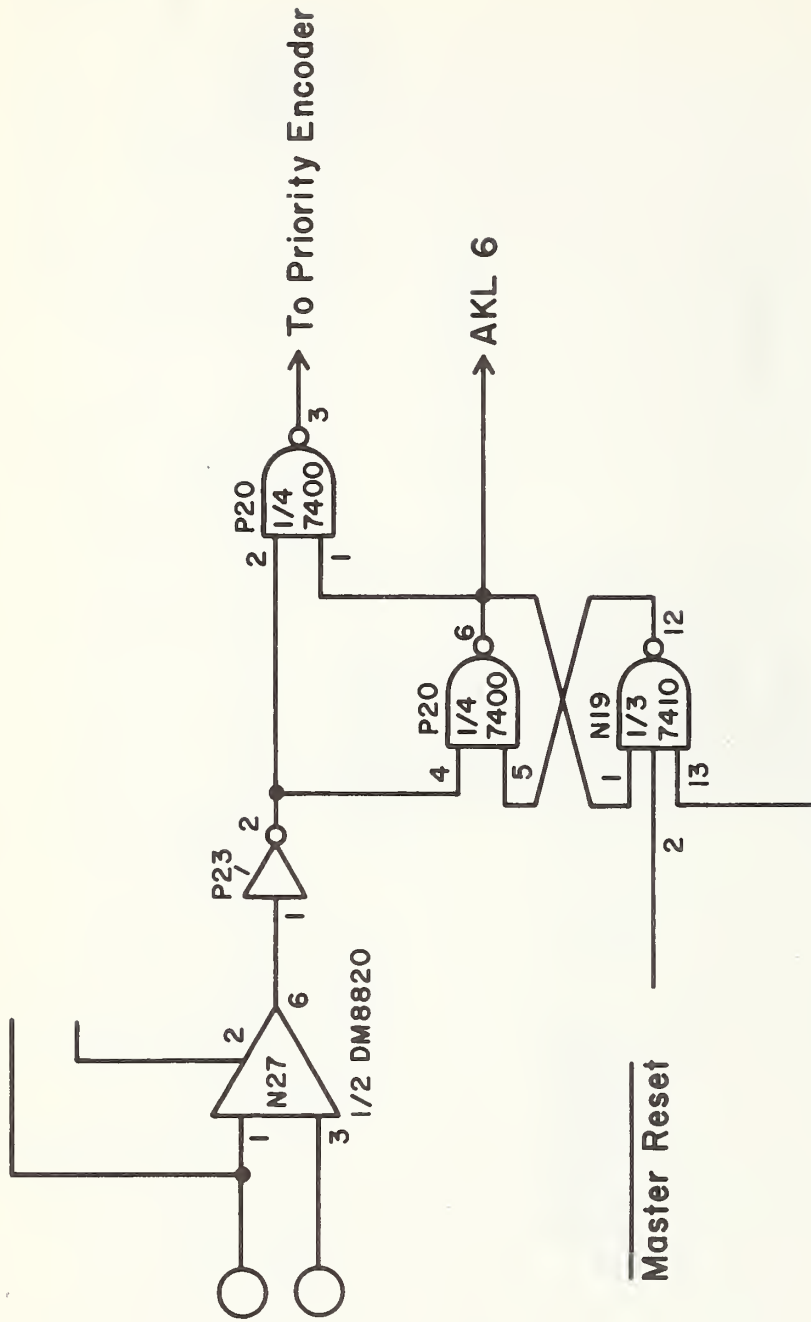 To Priority Encoder
P20
1/4
7400
2
1
3
AKL 6
P20
1/4
7400
4
5
6
P23
1
2
N27
1
2
3
6
1/2 DM8820
N19
1/3
7410
1
2
13
12
Master Reset